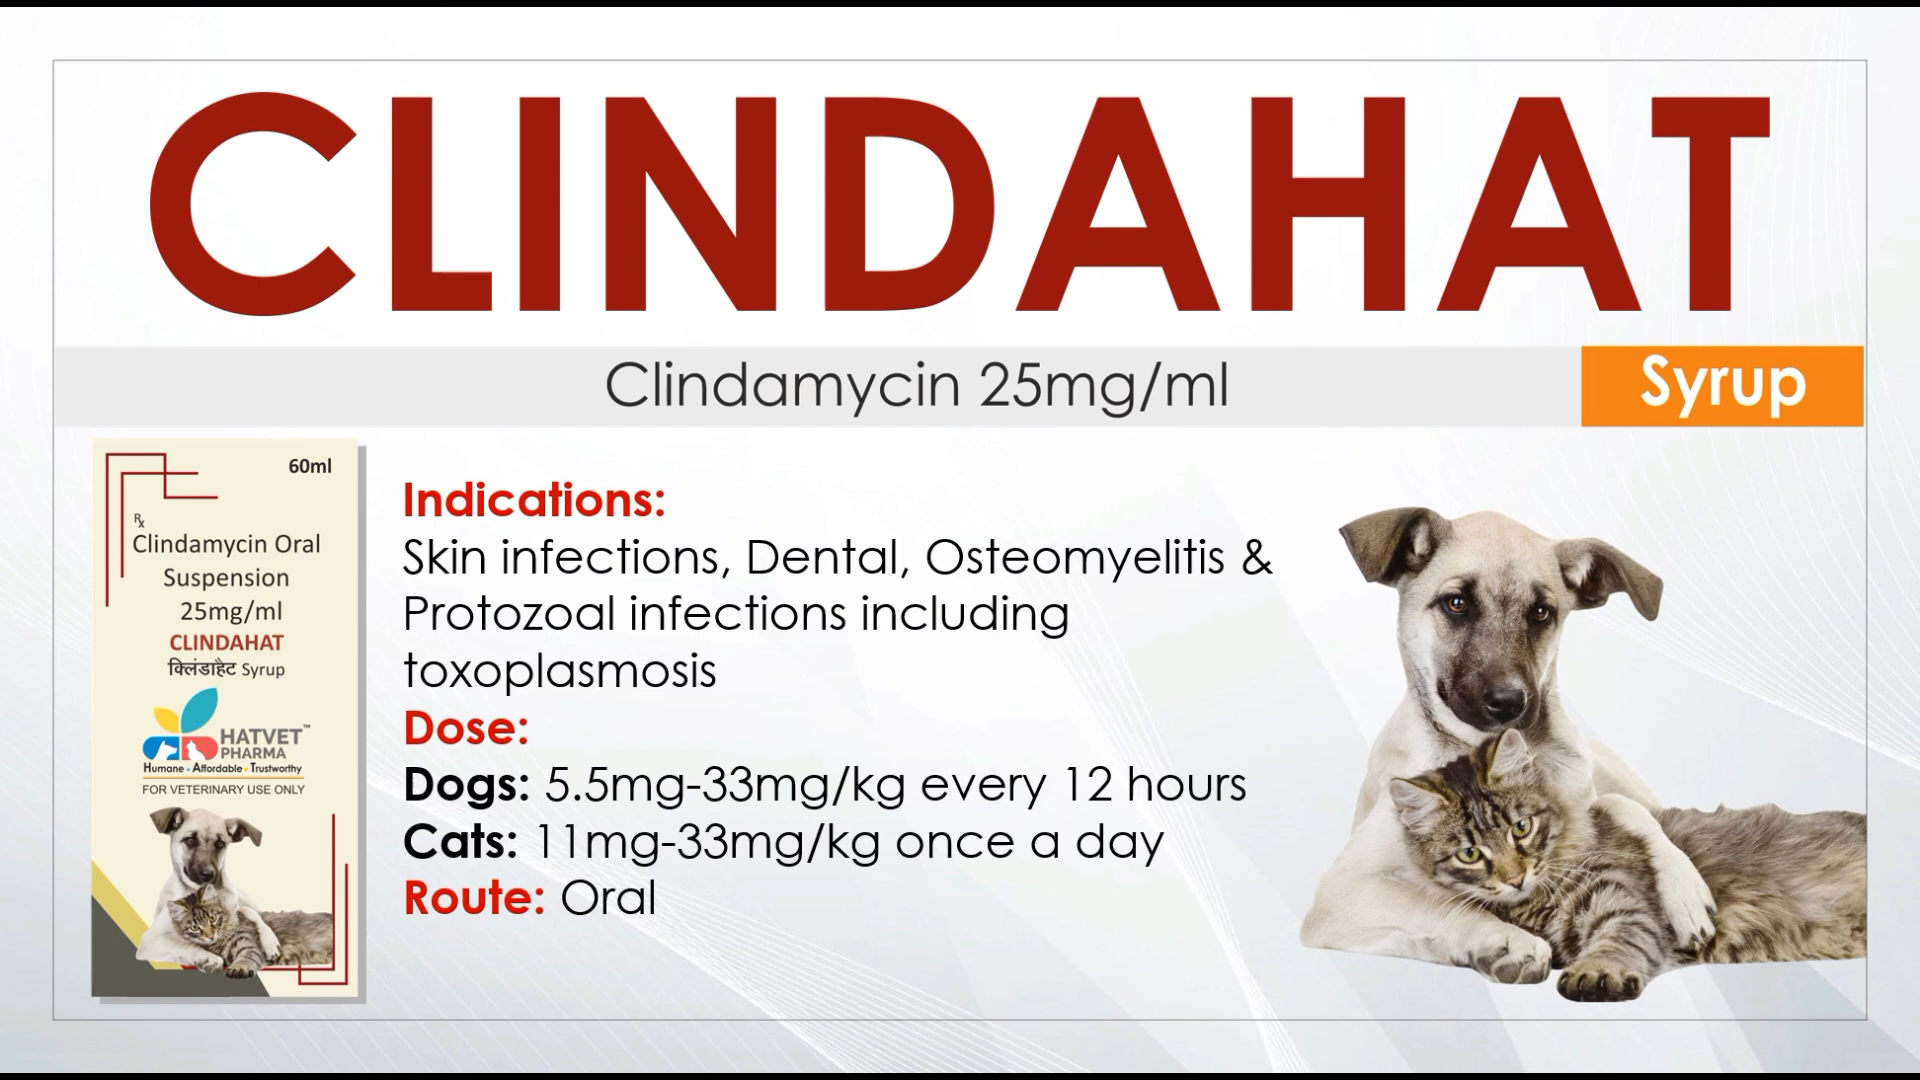 CLINDAHAT
Clindamycin 25mg/ml
Syrup
60ml
Rx
Clindamycin Oral
Suspension
25mg/ml
CLINDAHAT
क्लिंडाहैट Syrup
HATVET™
PHARMA
Humane • Affordable • Trustworthy
FOR VETERINARY USE ONLY
Indications:
Skin infections, Dental, Osteomyelitis &
Protozoal infections including
toxoplasmosis
Dose:
Dogs: 5.5mg-33mg/kg every 12 hours
Cats: 11mg-33mg/kg once a day
Route: Oral